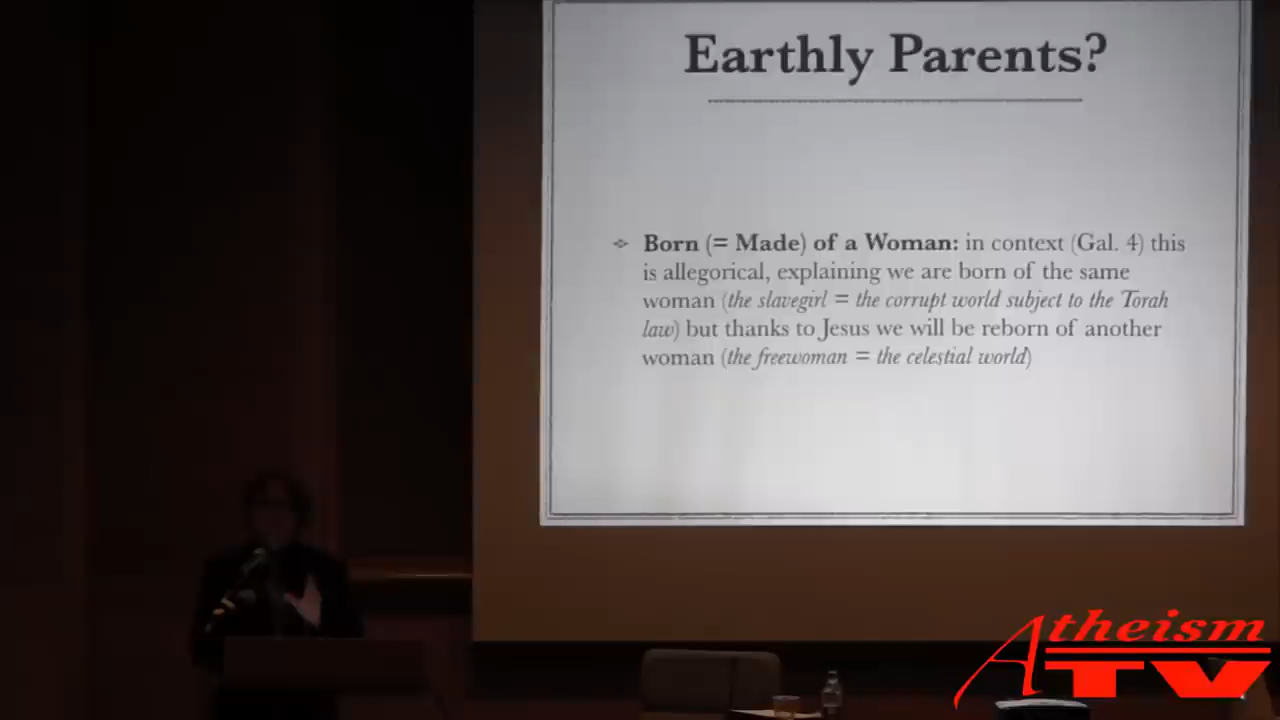 Earthly Parents?
Born (= Made) of a Woman: in context (Gal. 4) this
is allegorical, explaining we are born of the same
woman (the slavegirl = the corrupt world subject to the Torah
law) but thanks to Jesus we will be reborn of another
woman (the freewoman = the celestial world)
Atheism
TV